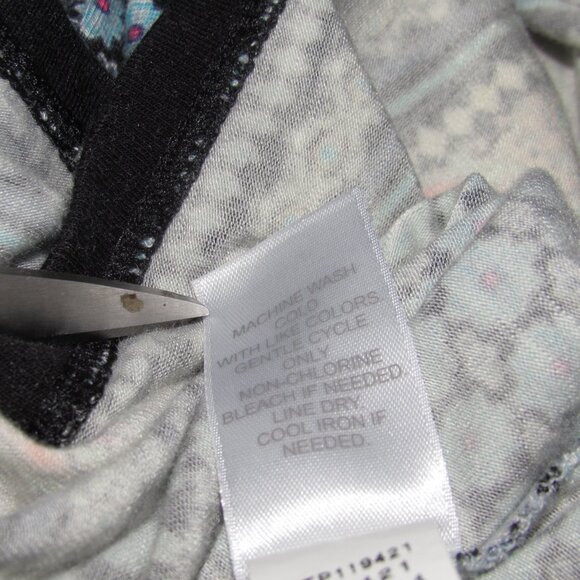 MACHINE WASH
COLD
WITH LIKE COLORS.
GENTLE CYCLE
ONLY
NON-CHLORINE
BLEACH IF NEEDED.
LINE DRY
COOL IRON IF
NEEDED.